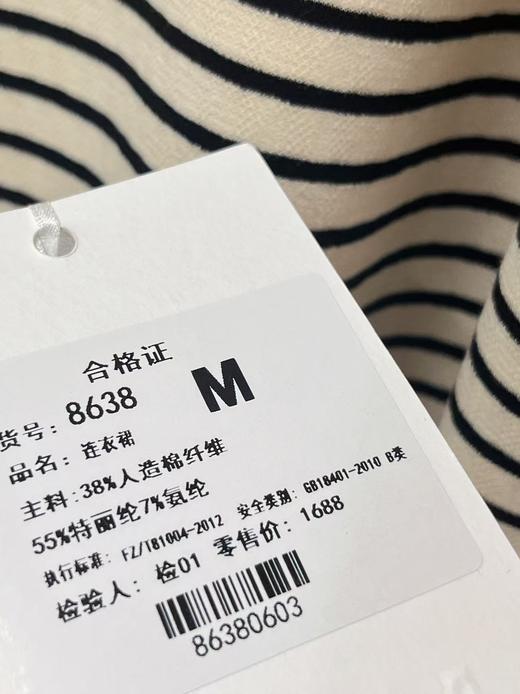 合格证
货号: 8638
M
品名: 连衣裙
主料:38%人造棉纤维
55%特丽纶7%氨纶
执行标准: FZ/T81004-2012 安全类别: GB18401-2010 B类
检验人: 检01 零售价:1688
86380603